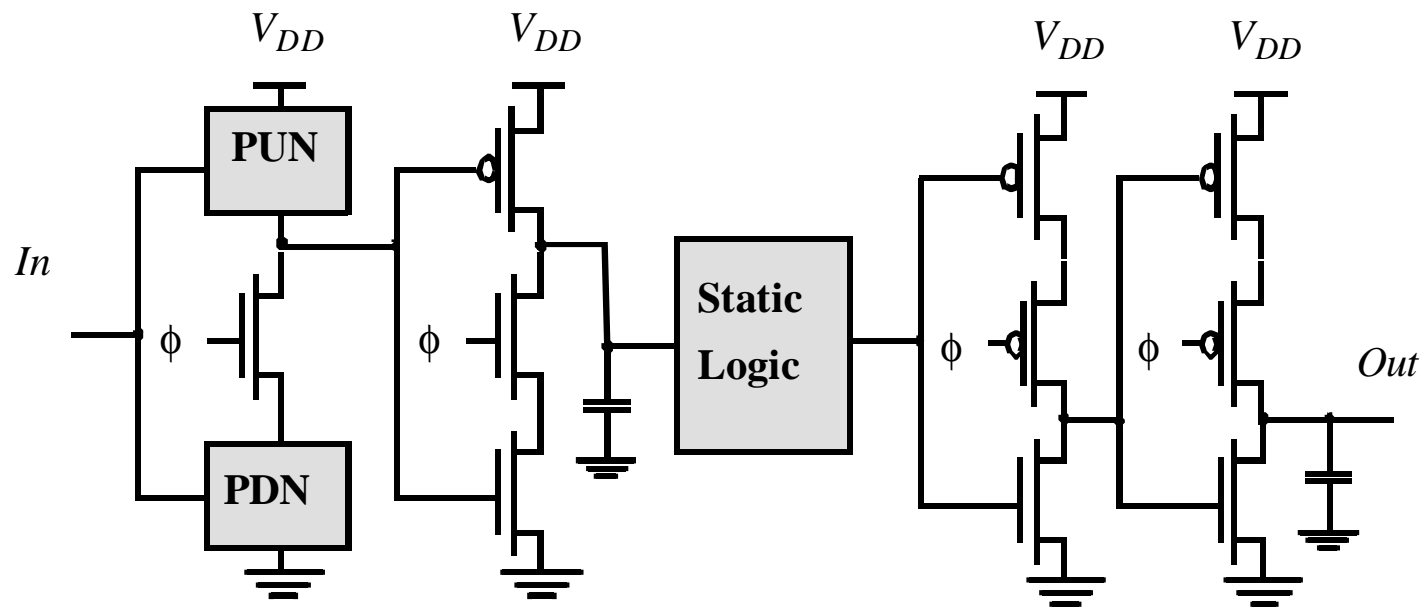 V_DD
V_DD
V_DD
V_DD
PUN
In
Static
Logic
ϕ
ϕ
ϕ
ϕ
Out
PDN